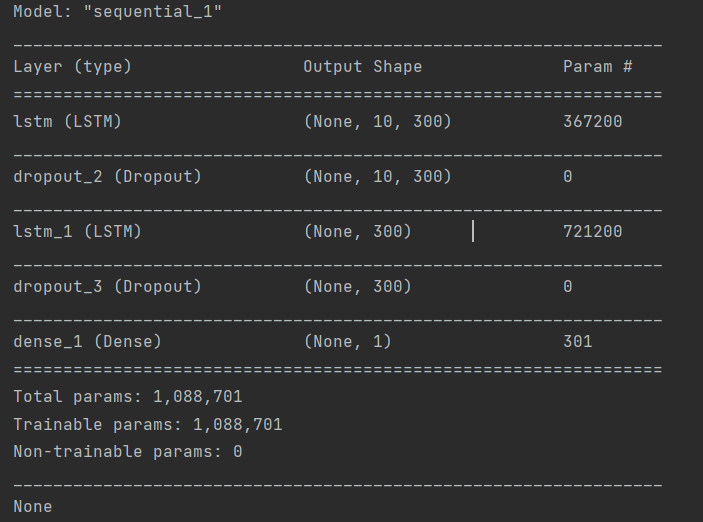 Model: "sequential_1"
_________________________________________________________________
Layer (type)                 Output Shape              Param #
=================================================================
lstm (LSTM)                  (None, 10, 300)           367200
_________________________________________________________________
dropout_2 (Dropout)          (None, 10, 300)           0
_________________________________________________________________
lstm_1 (LSTM)                (None, 300)               721200
_________________________________________________________________
dropout_3 (Dropout)          (None, 300)               0
_________________________________________________________________
dense_1 (Dense)              (None, 1)                 301
=================================================================
Total params: 1,088,701
Trainable params: 1,088,701
Non-trainable params: 0
_________________________________________________________________
None